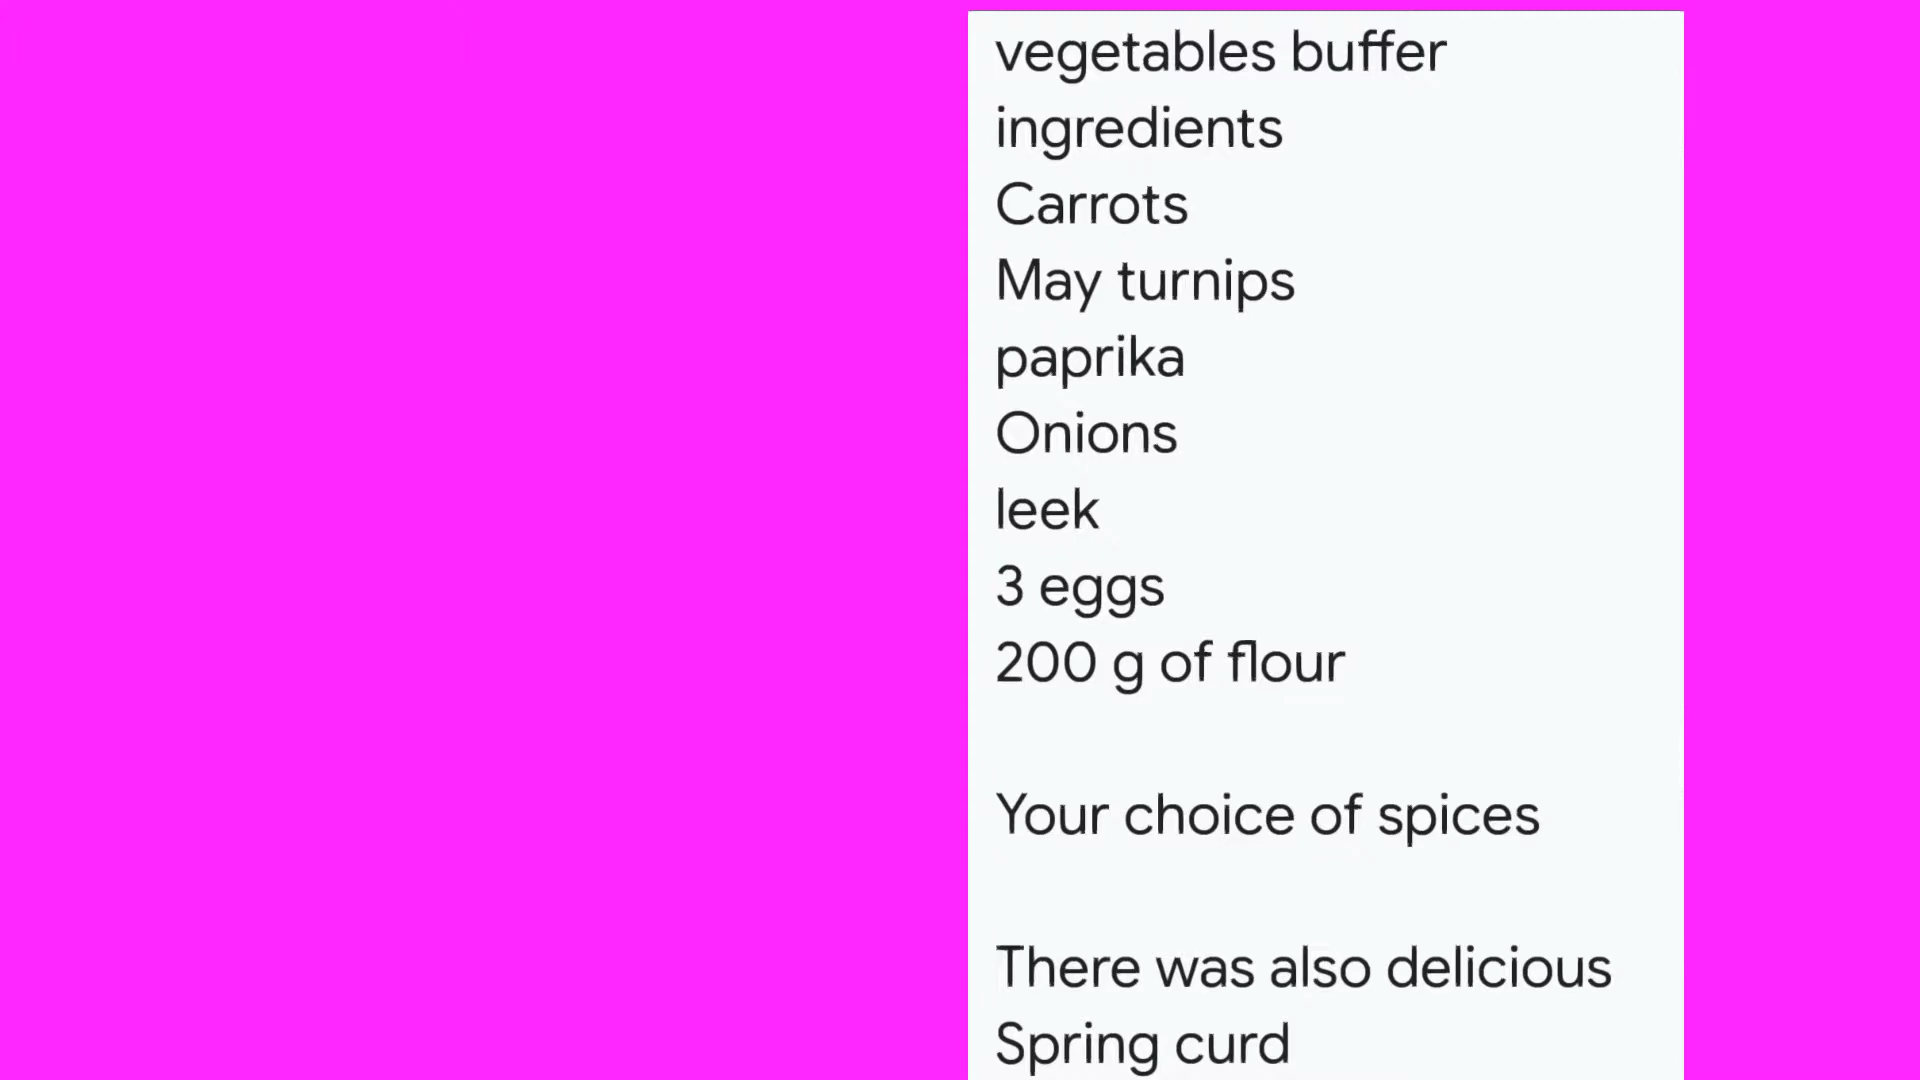 vegetables buffer
ingredients
Carrots
May turnips
paprika
Onions
leek
3 eggs
200 g of flour
Your choice of spices
There was also delicious
Spring curd